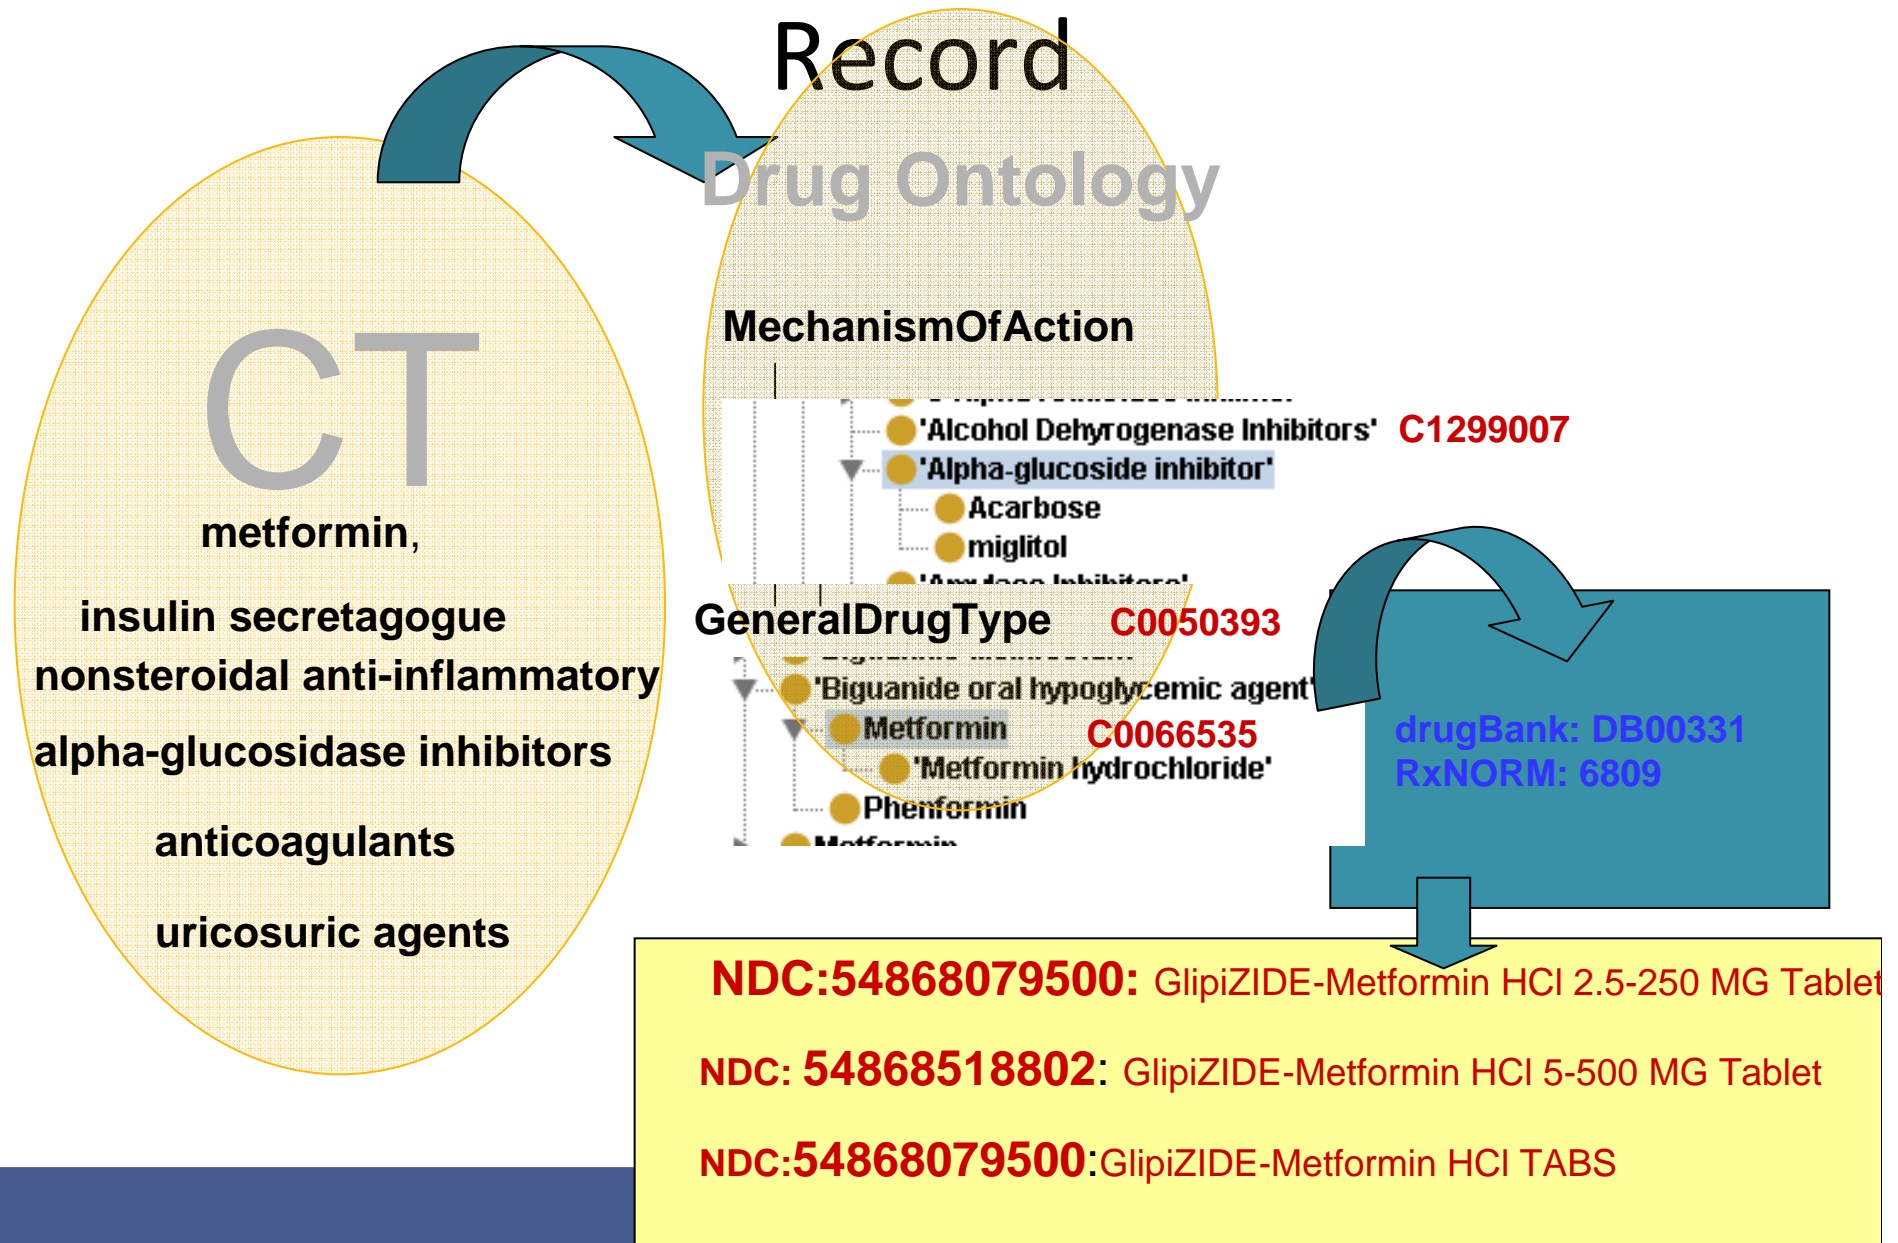 Record
Drug Ontology
CT
metformin,
insulin secretagogue
nonsteroidal anti-inflammatory
alpha-glucosidase inhibitors
anticoagulants
uricosuric agents
MechanismOfAction
'Alcohol Dehyrogenase Inhibitors' C1299007
'Alpha-glucoside inhibitor'
Acarbose
miglitol
GeneralDrugType C0050393
'Biguanide oral hypoglycemic agent'
Metformin C0066535
'Metformin hydrochloride'
Phenformin
Metformin
drugBank: DB00331
RxNORM: 6809
NDC:54868079500: GlipiZIDE-Metformin HCl 2.5-250 MG Tablet
NDC: 54868518802: GlipiZIDE-Metformin HCl 5-500 MG Tablet
NDC:54868079500:GlipiZIDE-Metformin HCl TABS